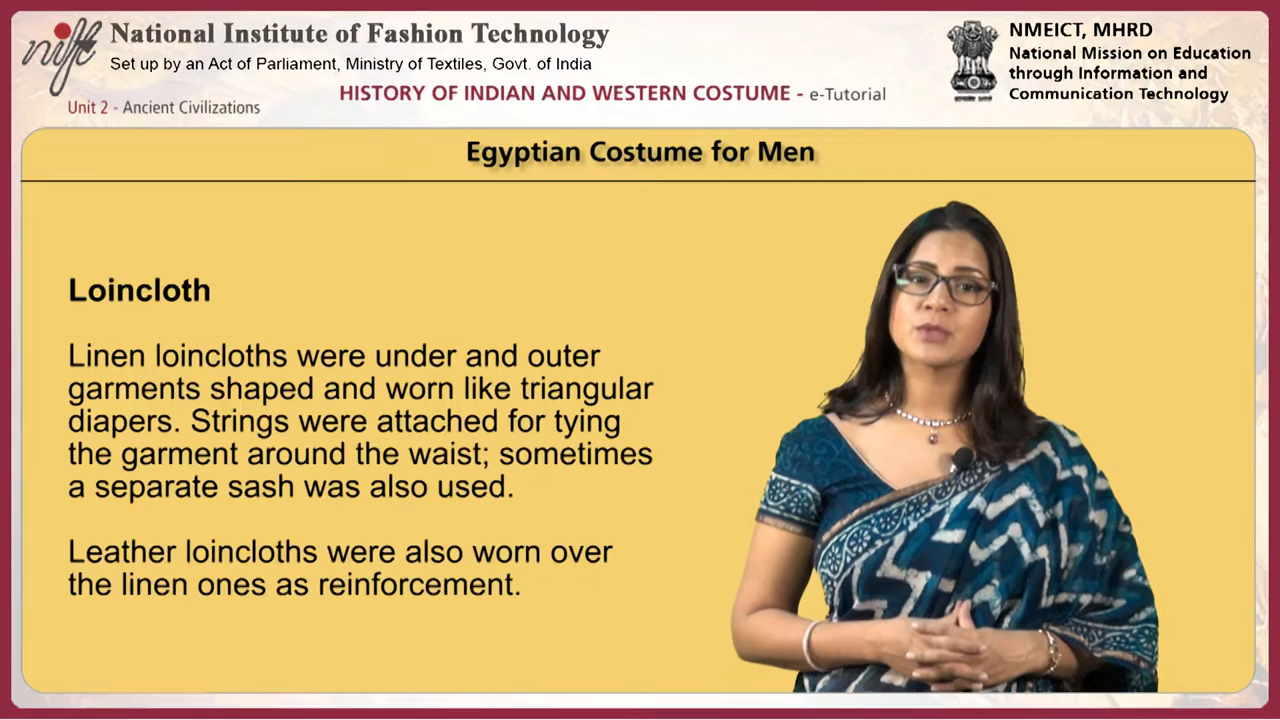 nift
National Institute of Fashion Technology
Set up by an Act of Parliament, Ministry of Textiles, Govt. of India
NMEICT, MHRD
National Mission on Education
through Information and
Communication Technology
Unit 2 - Ancient Civilizations
HISTORY OF INDIAN AND WESTERN COSTUME - e-Tutorial
Egyptian Costume for Men
Loincloth
Linen loincloths were under and outer
garments shaped and worn like triangular
diapers. Strings were attached for tying
the garment around the waist; sometimes
a separate sash was also used.
Leather loincloths were also worn over
the linen ones as reinforcement.